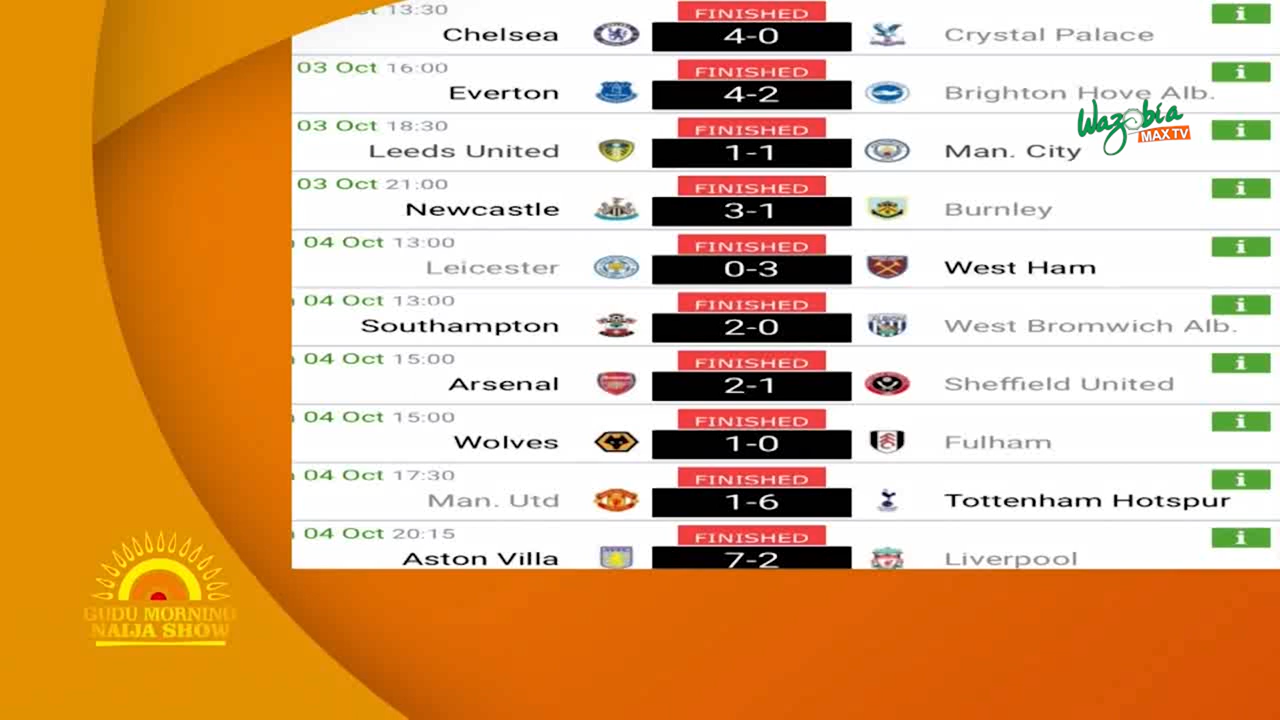 13:30
FINISHED
i
Chelsea 4-0 Crystal Palace
03 Oct 16:00
FINISHED
i
Everton 4-2 Brighton Hove Alb.
Wazobia
MAX TV
03 Oct 18:30
FINISHED
i
Leeds United 1-1 Man. City
03 Oct 21:00
FINISHED
i
Newcastle 3-1 Burnley
04 Oct 13:00
FINISHED
i
Leicester 0-3 West Ham
04 Oct 13:00
FINISHED
i
Southampton 2-0 West Bromwich Alb.
04 Oct 15:00
FINISHED
i
Arsenal 2-1 Sheffield United
04 Oct 15:00
FINISHED
i
Wolves 1-0 Fulham
04 Oct 17:30
FINISHED
i
Man. Utd 1-6 Tottenham Hotspur
04 Oct 20:15
FINISHED
i
Aston Villa 7-2 Liverpool
GUDU MORNING
NAIJA SHOW